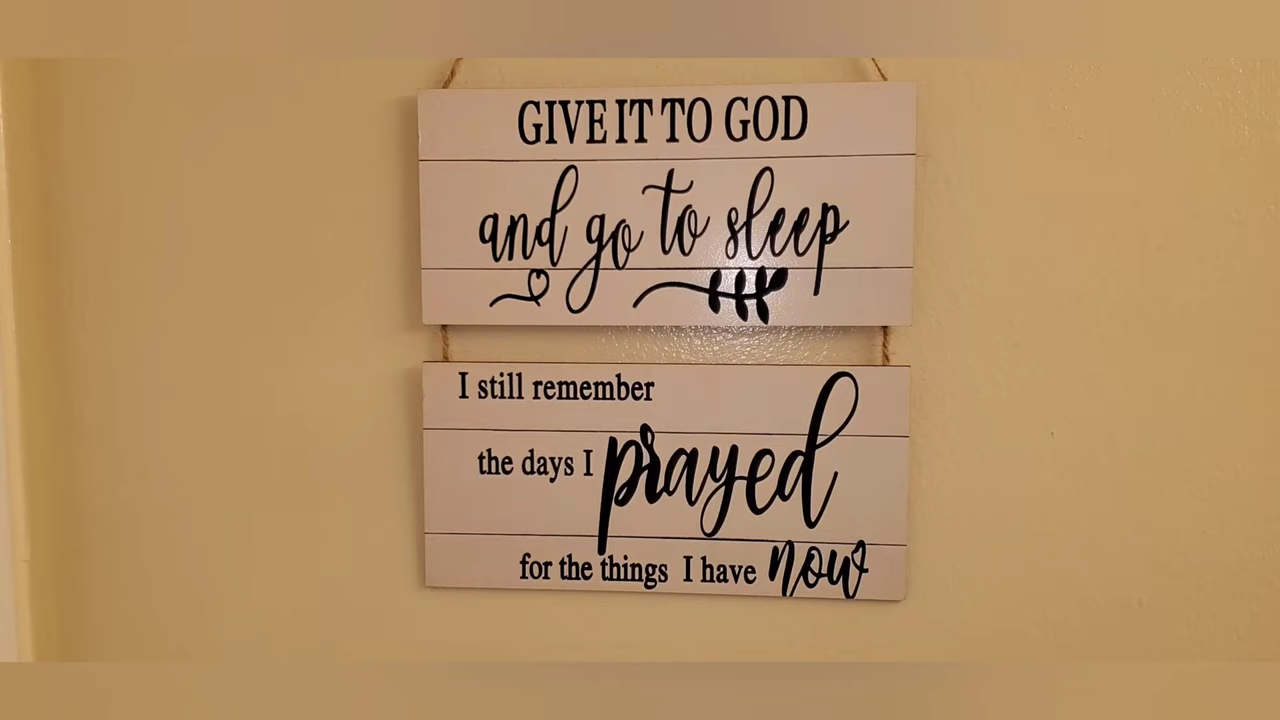 GIVE IT TO GOD
and go to sleep
I still remember
the days I prayed
for the things I have now